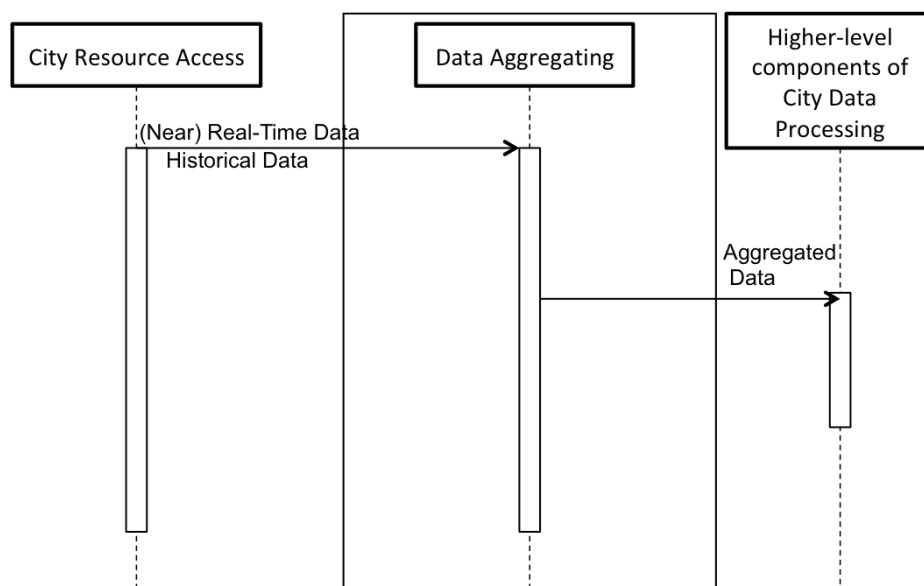 City Resource Access
Data Aggregating
Higher-level
components of
City Data
Processing
(Near) Real-Time Data
Historical Data
Aggregated
Data